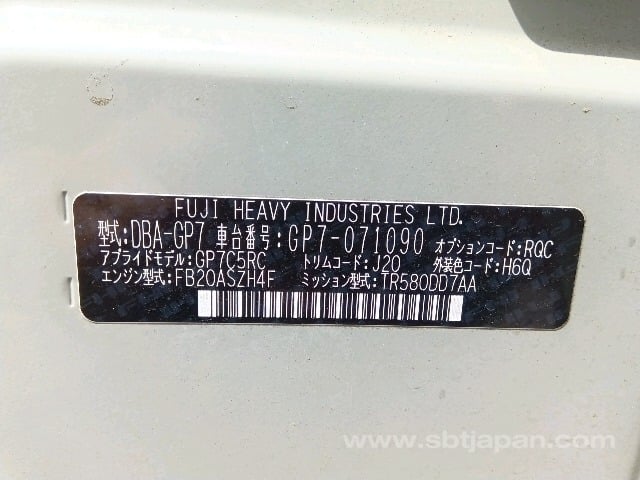 FUJI HEAVY INDUSTRIES LTD.
型式:DBA-GP7 車台番号:GP7-071090 オプションコード:RQC
アプライドモデル:GP7C5RC トリムコード:J20 外装色コード:H6Q
エンジン型式:FB20ASZH4F ミッション型式:TR580DD7AA
www.sbtjapan.com